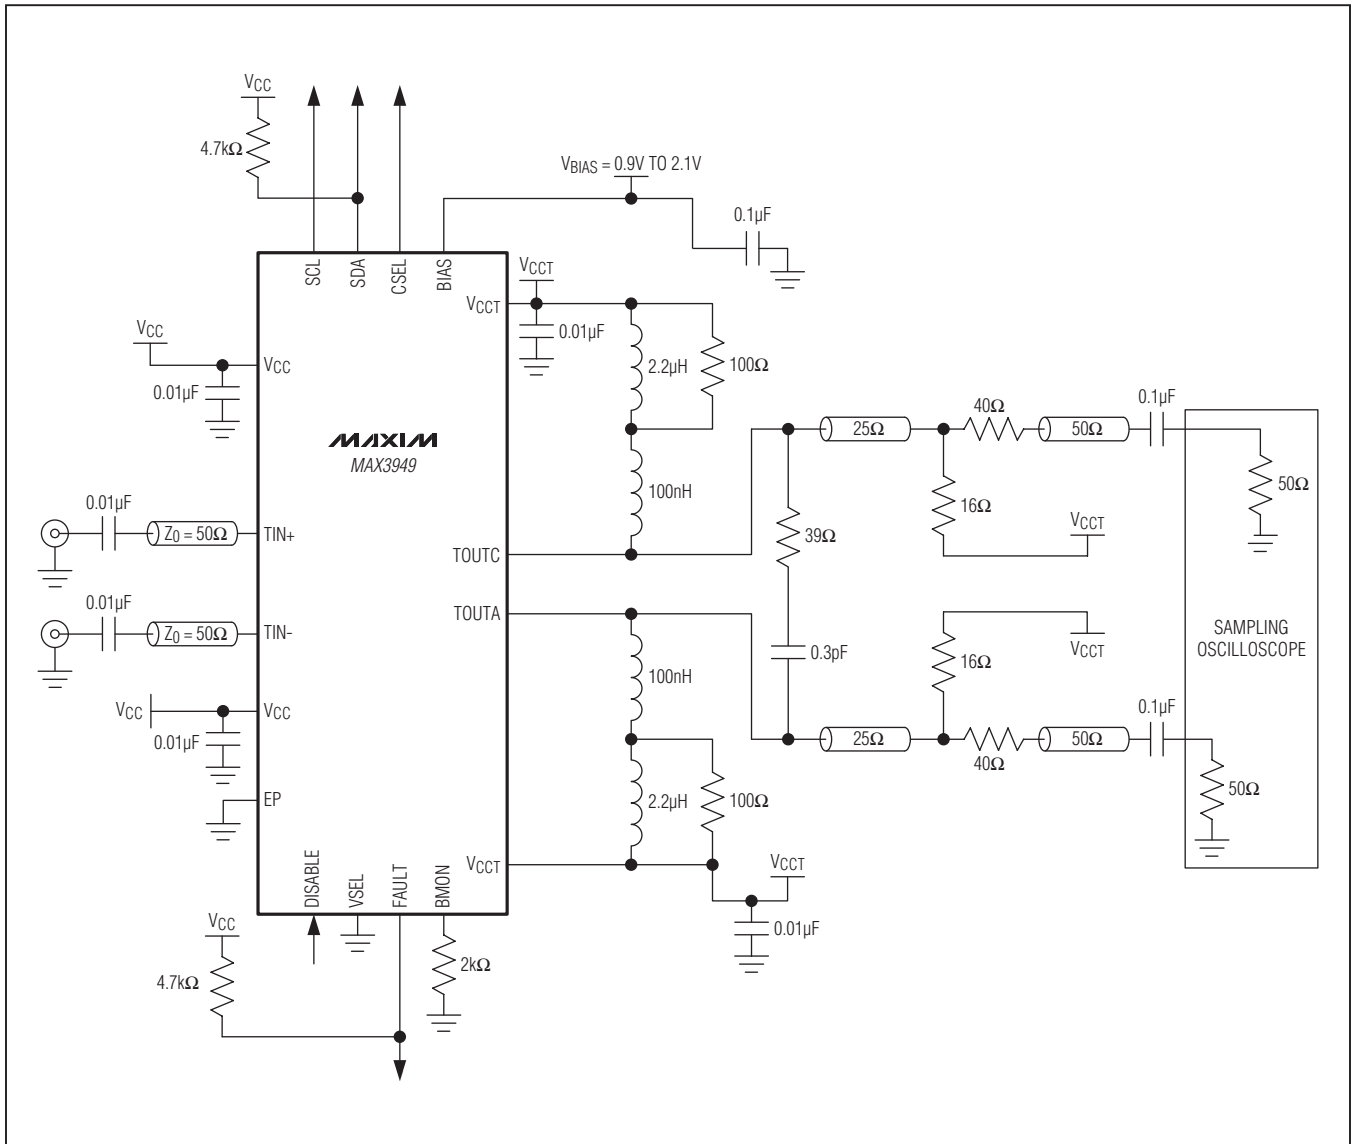 VCC
4.7kΩ
VBIAS = 0.9V TO 2.1V
0.1µF
SCL
SDA
CSEL
BIAS
VCCT
VCCT
0.01µF
2.2µH
100Ω
VCC
VCC
0.01µF
MAXIM
MAX3949
100nH
25Ω
40Ω
50Ω
0.1µF
50Ω
16Ω
VCCT
39Ω
0.01µF
Z0 = 50Ω
TIN+
TOUTC
TOUTA
0.01µF
Z0 = 50Ω
TIN-
100nH
0.3pF
16Ω
VCCT
SAMPLING
OSCILLOSCOPE
VCC
VCC
0.01µF
25Ω
40Ω
50Ω
0.1µF
50Ω
2.2µH
100Ω
EP
VCCT
VCCT
0.01µF
DISABLE
VSEL
FAULT
BMON
VCC
4.7kΩ
2kΩ